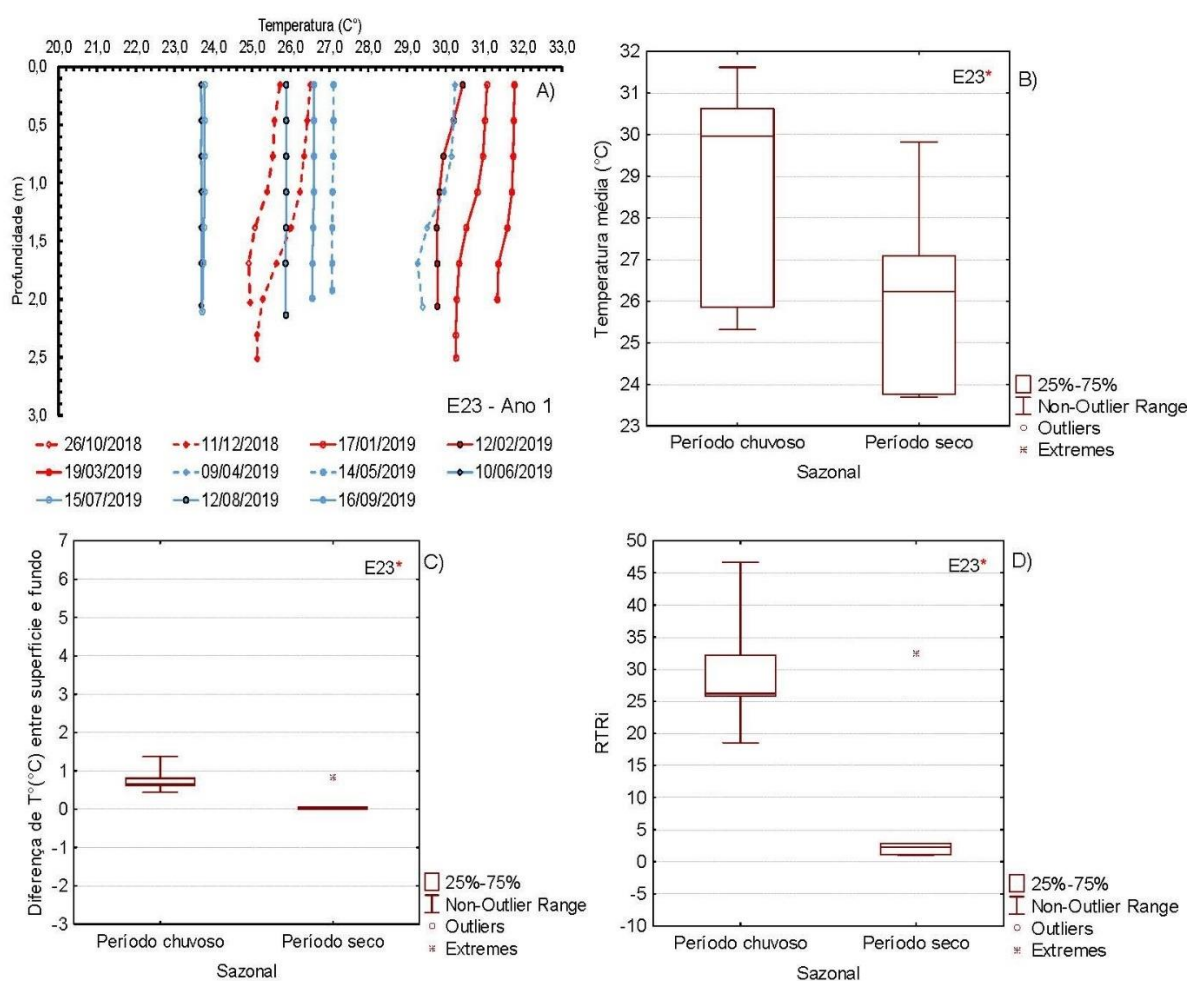 Temperatura (C°)
20,0 21,0 22,0 23,0 24,0 25,0 26,0 27,0 28,0 29,0 30,0 31,0 32,0 33,0
Profundidade (m)
0,0
0,5
1,0
1,5
2,0
2,5
3,0
A)
E23 - Ano 1
26/10/2018 11/12/2018 17/01/2019 12/02/2019
19/03/2019 09/04/2019 14/05/2019 10/06/2019
15/07/2019 12/08/2019 16/09/2019
B)
E23*
Temperatura média (°C)
32
31
30
29
28
27
26
25
24
23
Período chuvoso Período seco
Sazonal
25%-75%
Non-Outlier Range
Outliers
Extremes
C)
E23*
Diferença de T°(°C) entre superfície e fundo
7
6
5
4
3
2
1
0
-1
-2
-3
Período chuvoso Período seco
Sazonal
25%-75%
Non-Outlier Range
Outliers
Extremes
D)
E23*
RTRi
50
45
40
35
30
25
20
15
10
5
0
-5
-10
Período chuvoso Período seco
Sazonal
25%-75%
Non-Outlier Range
Outliers
Extremes